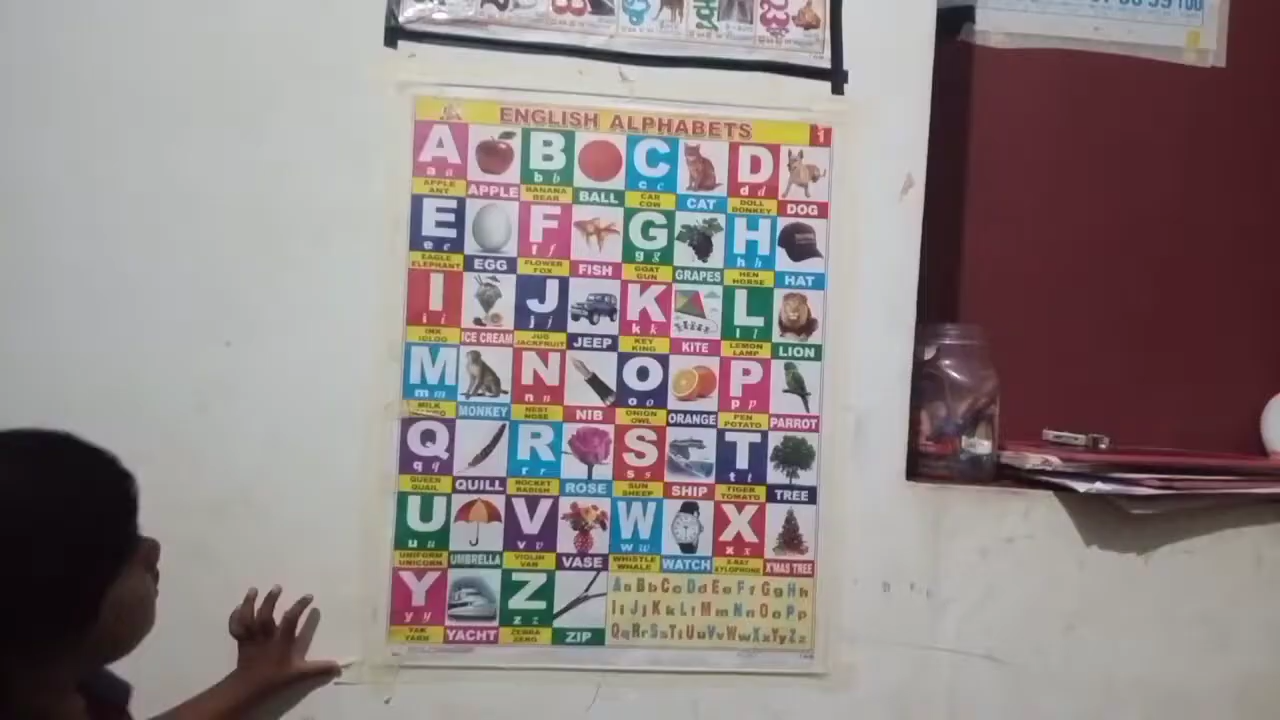 ENGLISH ALPHABETS
1
A B C D
a a b b c c d d
APPLE BANANA CAR DOLL
ANT APPLE BEAR BALL COW CAT DONKEY DOG
E F G H
e e f f g g h h
EAGLE FLOWER GOAT HEN
ELEPHANT EGG FOX FISH GUN GRAPES HORSE HAT
I J K L
i i j j k k l l
INK JUG KEY LEMON
IGLOO ICE CREAM JACKFRUIT JEEP KING KITE LAMP LION
M N O P
m m n n o o p p
MILK NEST ONION PEN
MONKEY NOSE NIB OWL ORANGE POTATO PARROT
Q R S T
q q r r s s t t
QUEEN ROCKET SUN TIGER
QUAIL QUILL RADISH ROSE SHEEP SHIP TOMATO TREE
U V W X
u u v v w w x x
UNIFORM VIOLIN WHISTLE X-RAY
UNICORN UMBRELLA VAN VASE WHALE WATCH XYLOPHONE X'MAS TREE
Y Z
y y z z
YAK ZEBRA
YARN YACHT ZERO ZIP
Aa Bb Cc Dd Ee Ff Gg Hh
Ii Jj Kk Ll Mm Nn Oo Pp
Qq Rr Ss Tt Uu Vv Ww Xx Yy Zz